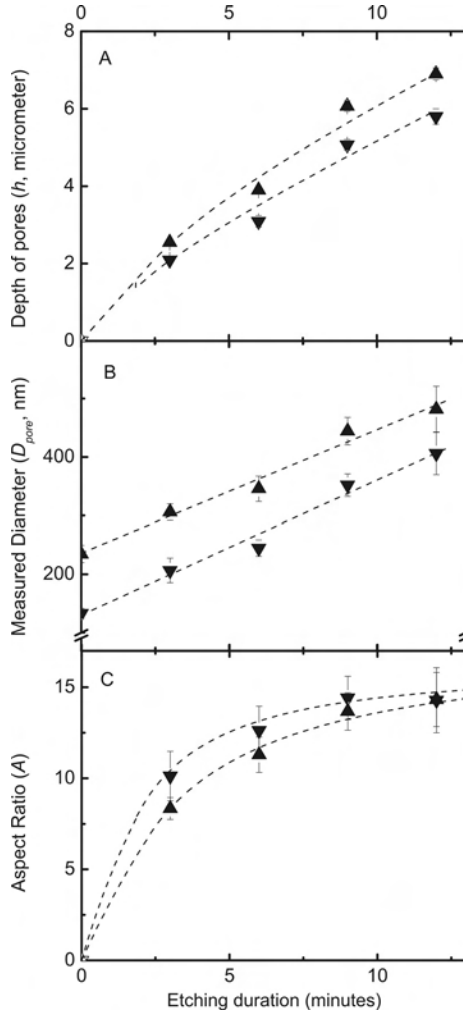 0 5 10
A
8
6
4
2
0
Depth of pores (h, micrometer)
B
400
200
Measured Diameter (Dpore, nm)
C
15
10
5
0
Aspect Ratio (A)
0 5 10
Etching duration (minutes)